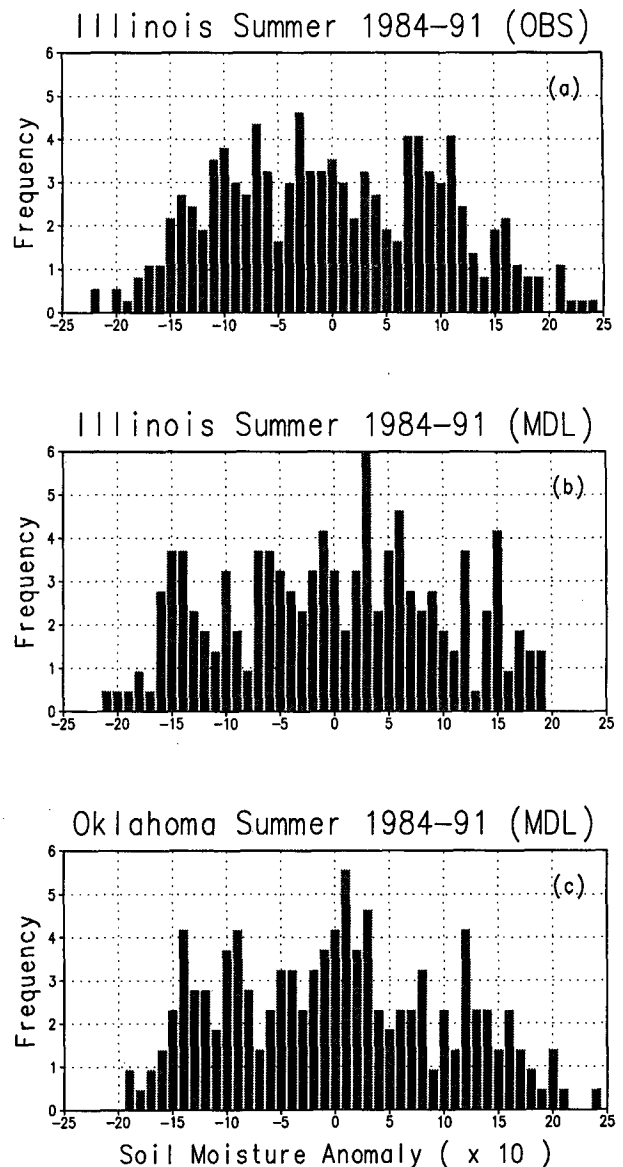 Illinois Summer 1984-91 (OBS)
(a)
Frequency
6
5
4
3
2
1
0
-25 -20 -15 -10 -5 0 5 10 15 20 25
Illinois Summer 1984-91 (MDL)
(b)
Frequency
6
5
4
3
2
1
0
-25 -20 -15 -10 -5 0 5 10 15 20 25
Oklahoma Summer 1984-91 (MDL)
(c)
Frequency
6
5
4
3
2
1
0
-25 -20 -15 -10 -5 0 5 10 15 20 25
Soil Moisture Anomaly ( x 10 )